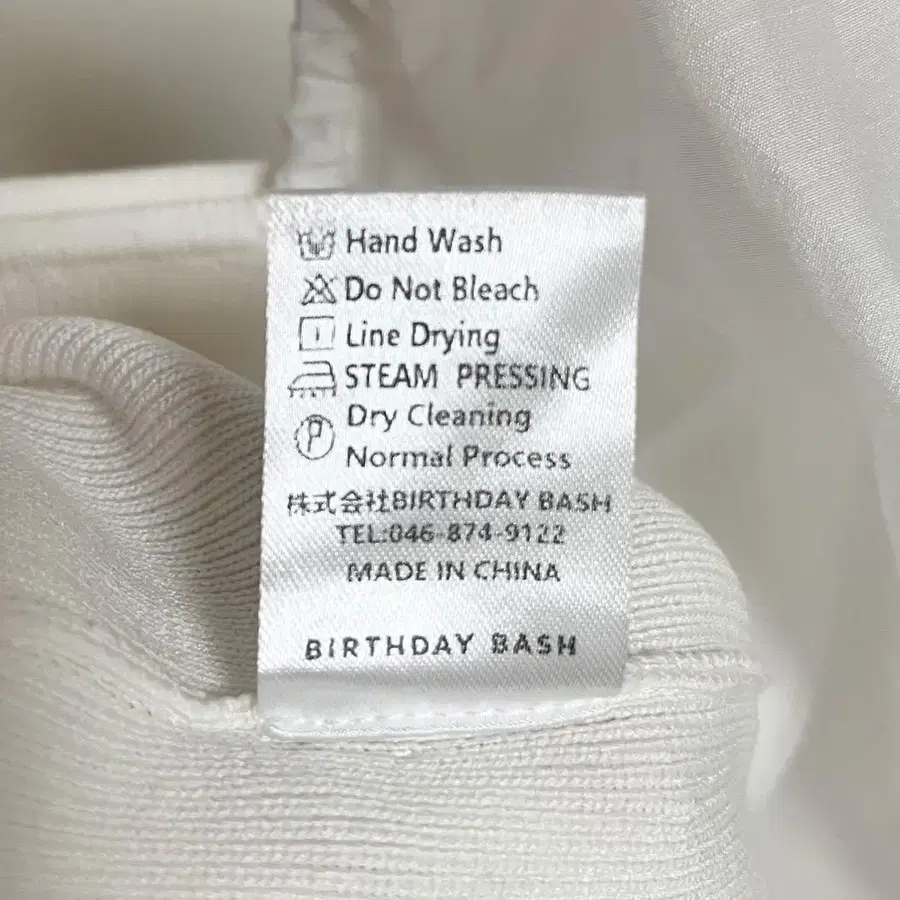 Hand Wash
Do Not Bleach
Line Drying
STEAM PRESSING
P Dry Cleaning
Normal Process
株式会社BIRTHDAY BASH
TEL:046-874-9122
MADE IN CHINA
BIRTHDAY BASH